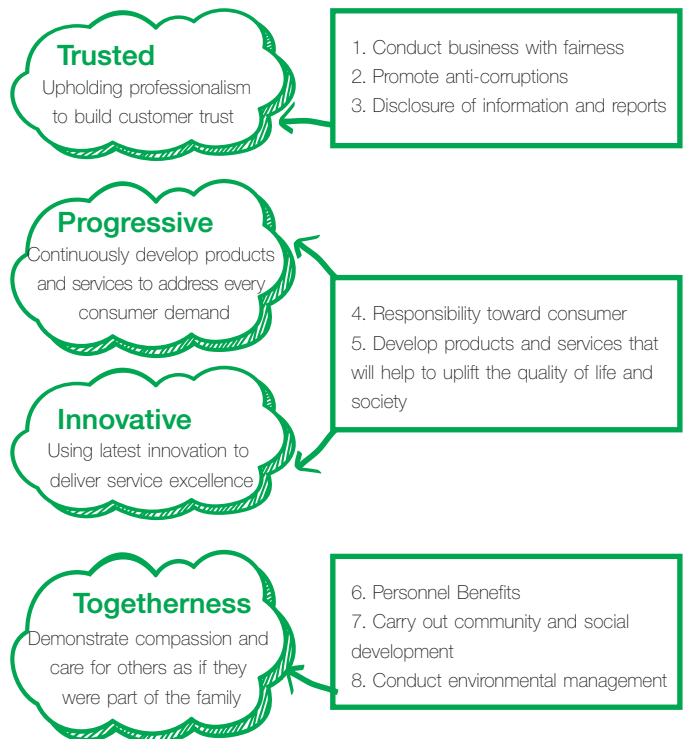 Trusted
Upholding professionalism
to build customer trust
1. Conduct business with fairness
2. Promote anti-corruptions
3. Disclosure of information and reports
Progressive
Continuously develop products
and services to address every
consumer demand
Innovative
Using latest innovation to
deliver service excellence
4. Responsibility toward consumer
5. Develop products and services that
will help to uplift the quality of life and
society
Togetherness
Demonstrate compassion and
care for others as if they
were part of the family
6. Personnel Benefits
7. Carry out community and social
development
8. Conduct environmental management